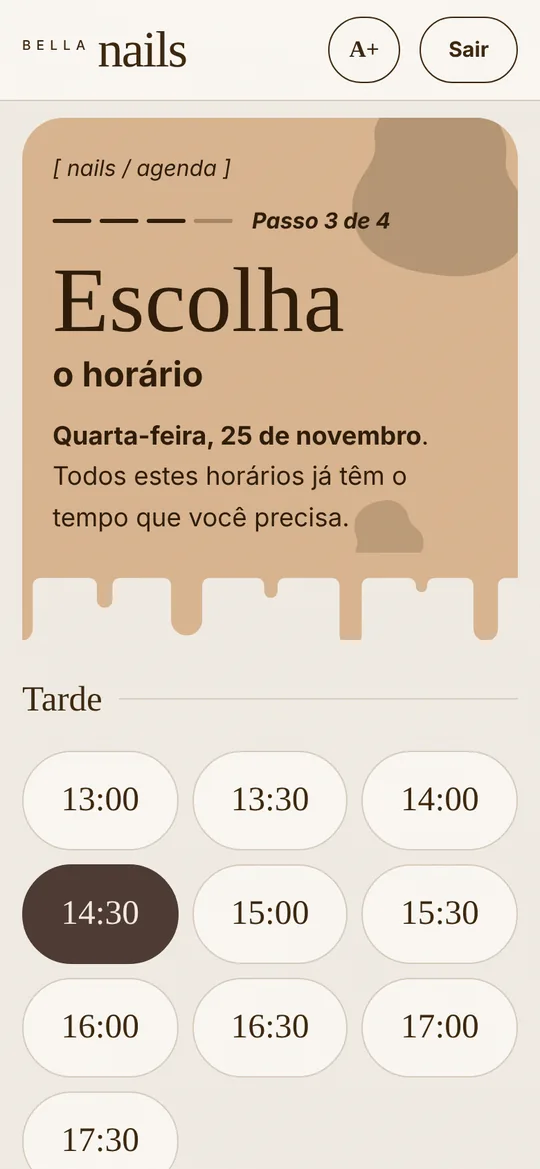 BELLA nails
A+
Sair
[ nails / agenda ]
Passo 3 de 4
Escolha
o horário
Quarta-feira, 25 de novembro.
Todos estes horários já têm o
tempo que você precisa.
Tarde
13:00
13:30
14:00
14:30
15:00
15:30
16:00
16:30
17:00
17:30